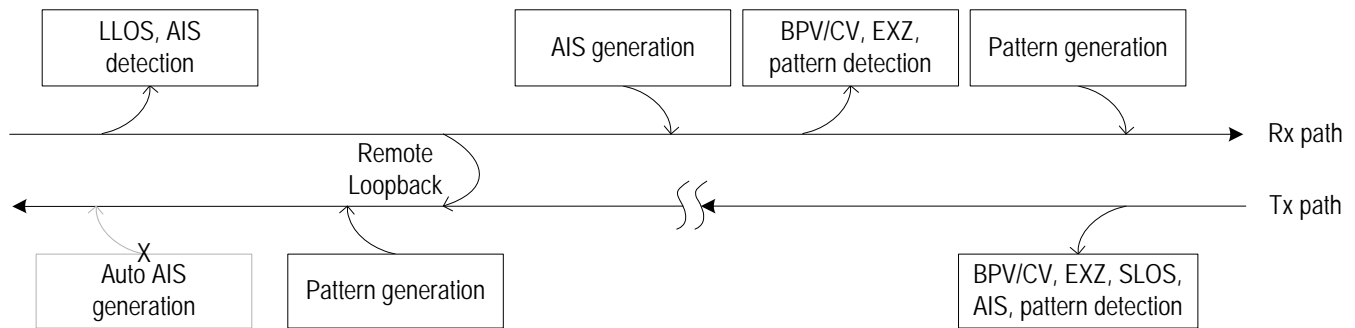 LLOS, AIS
detection
AIS generation
BPV/CV, EXZ,
pattern detection
Pattern generation
Rx path
Remote
Loopback
Tx path
X
Auto AIS
generation
Pattern generation
BPV/CV, EXZ, SLOS,
AIS, pattern detection